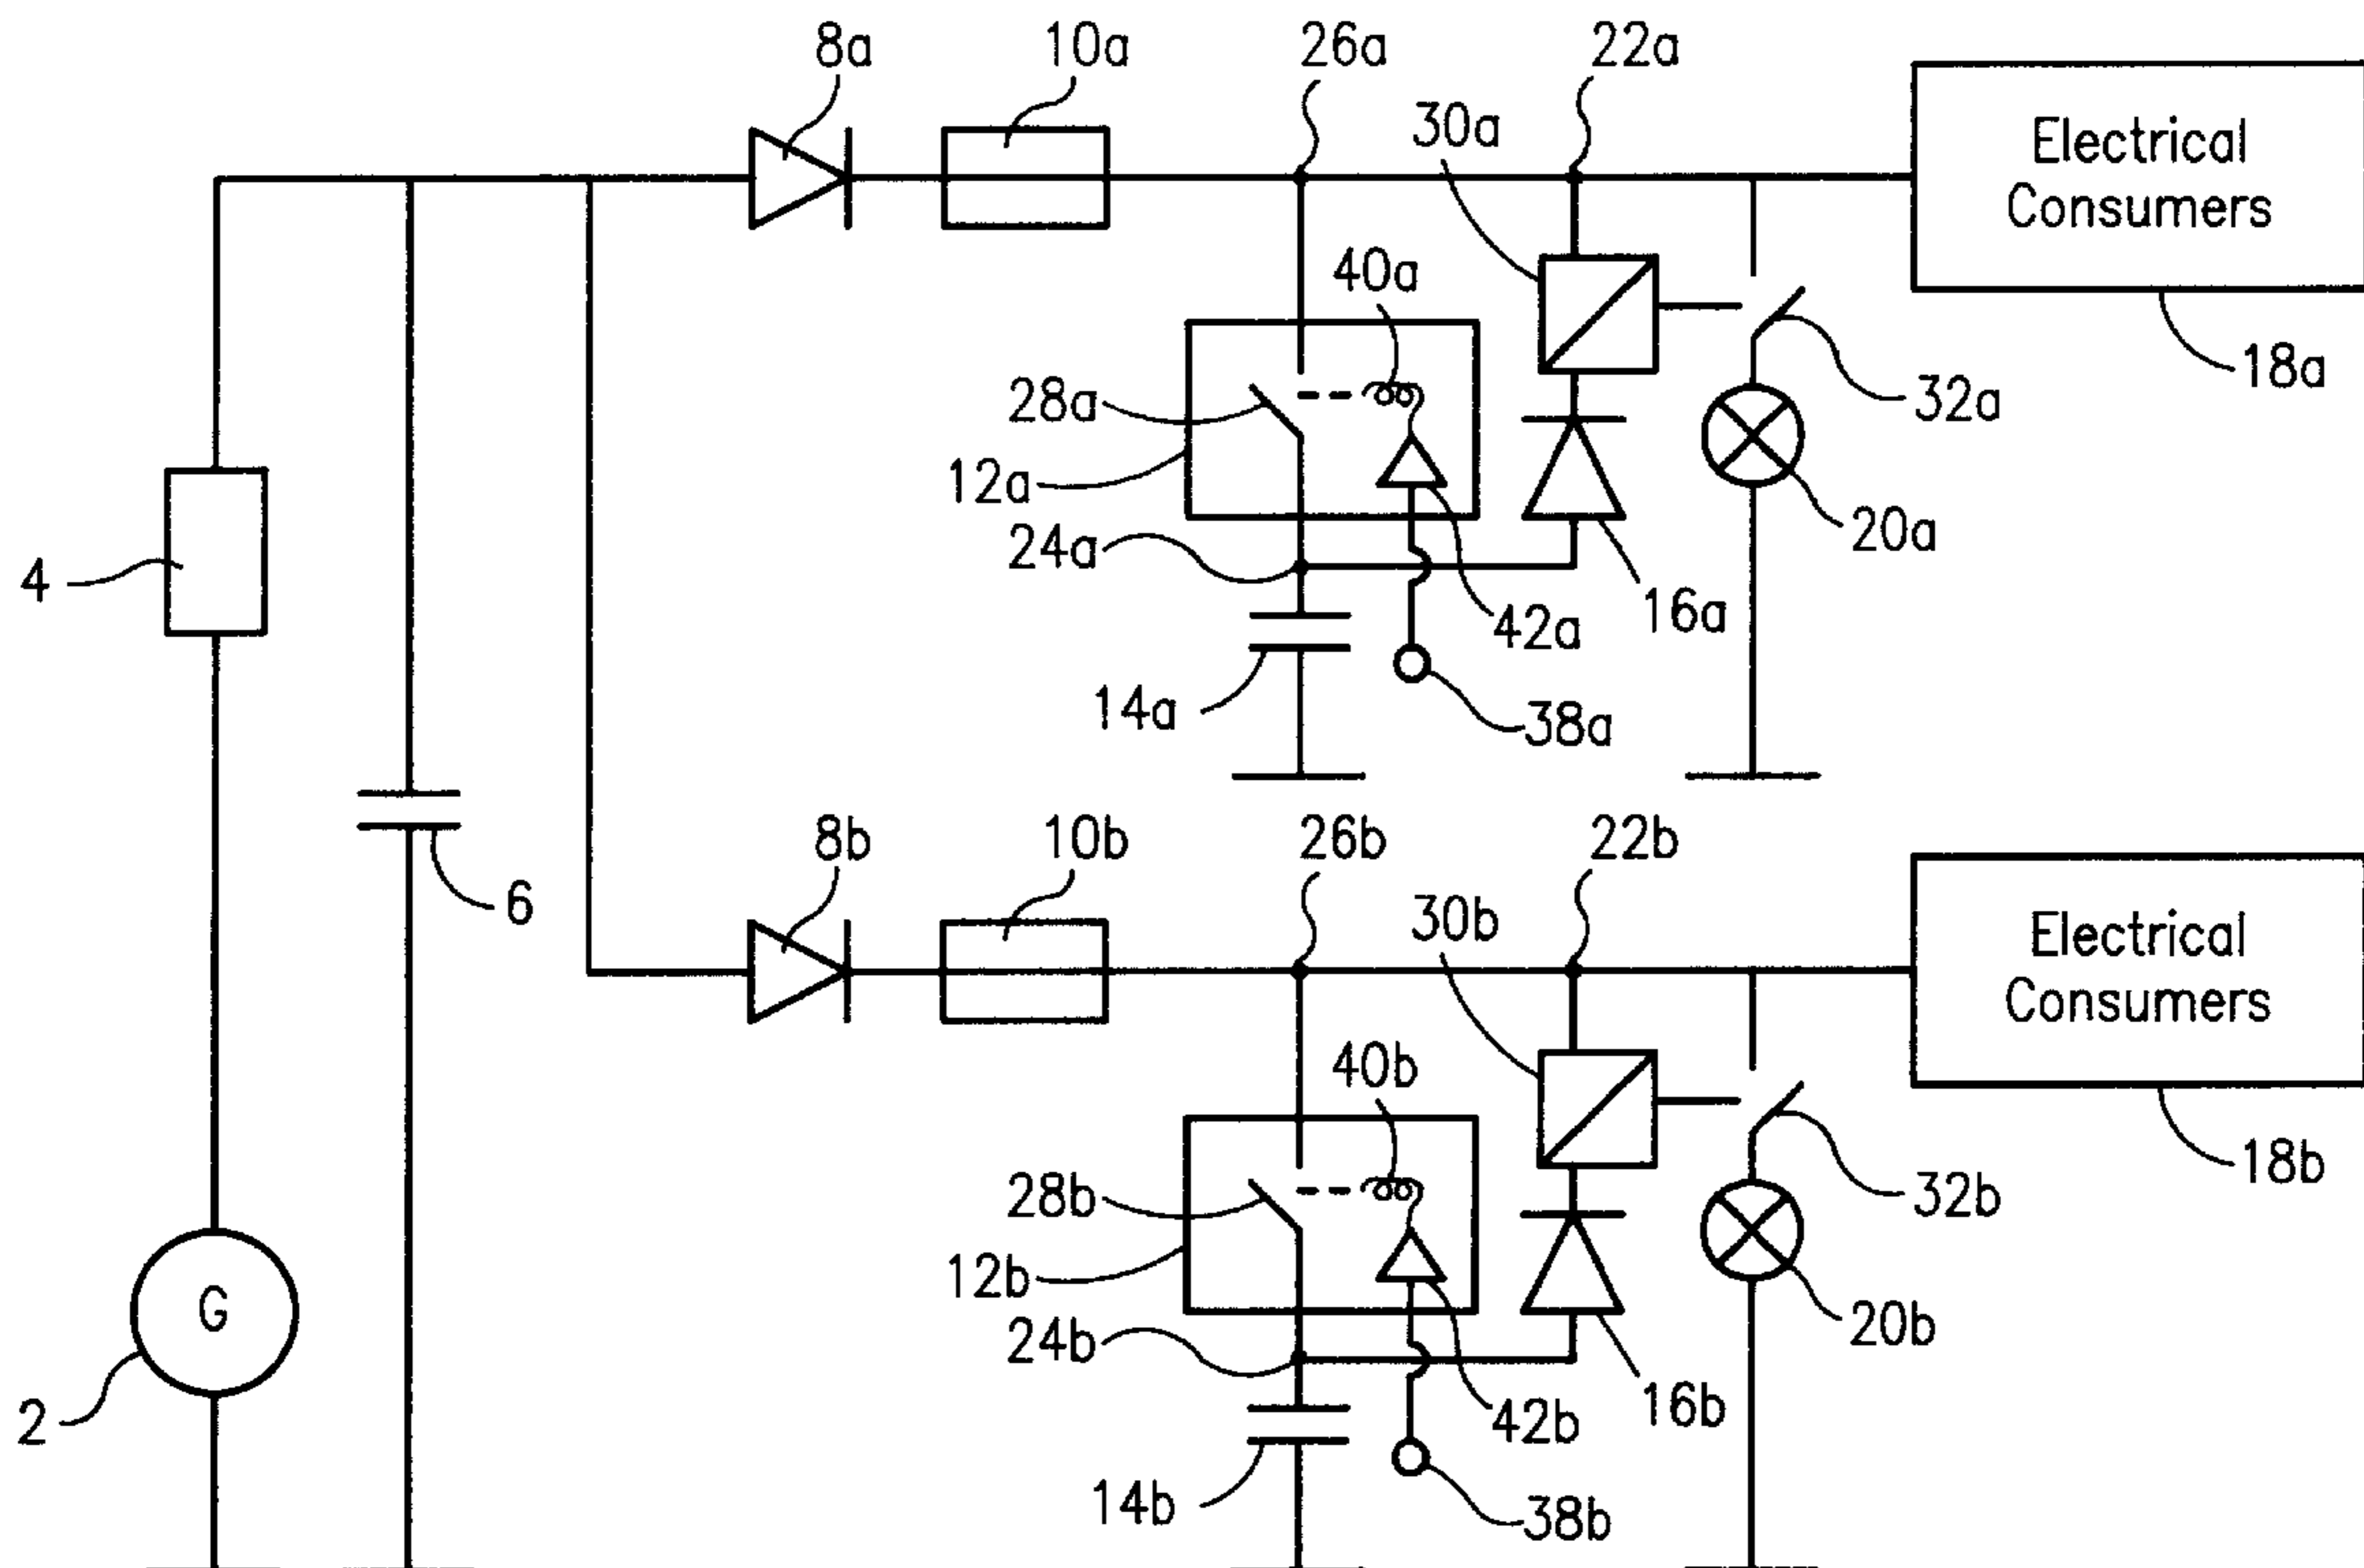 8a
10a
26a
22a
30a
Electrical
Consumers
40a
18a
28a
32a
12a
20a
24a
4
16a
42a
14a
38a
8b
10b
26b
22b
6
30b
Electrical
Consumers
40b
18b
28b
32b
12b
G
20b
24b
2
16b
42b
14b
38b